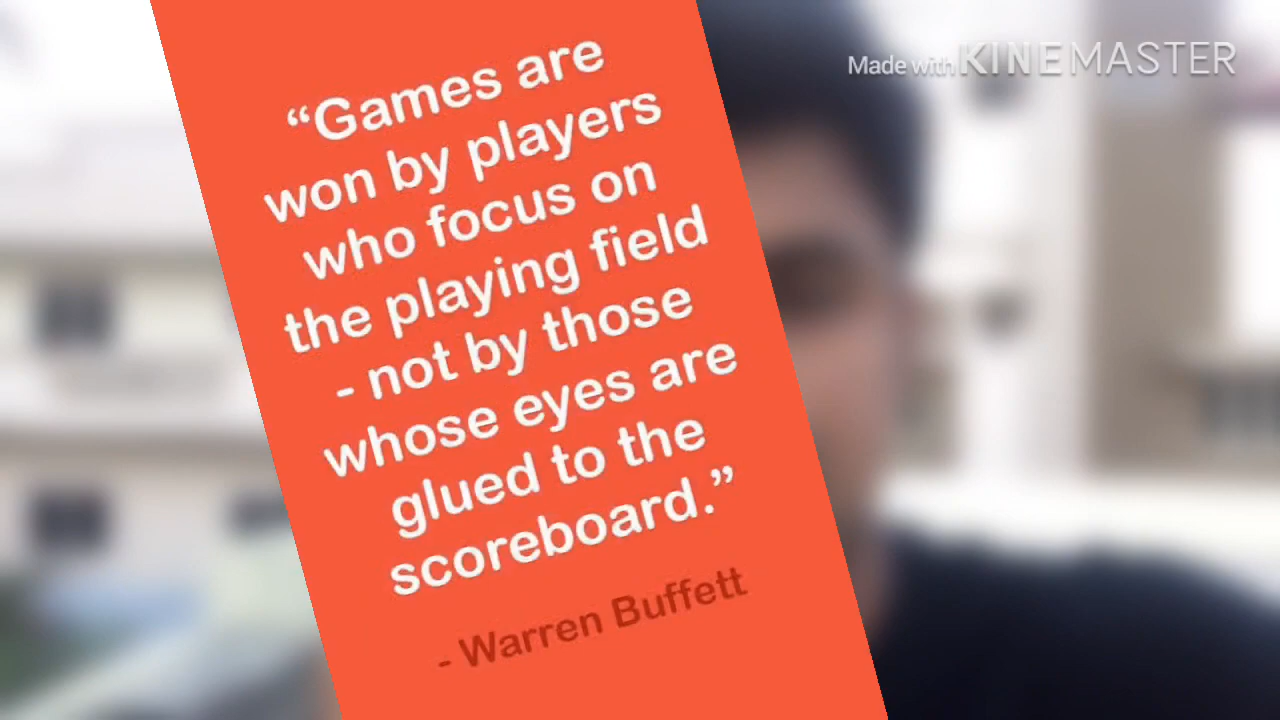 Made with KINEMASTER
“Games are
won by players
who focus on
the playing field
- not by those
whose eyes are
glued to the
scoreboard.”
- Warren Buffett